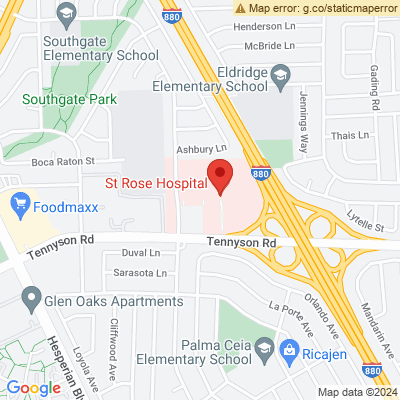 Map error: g.co/staticmaperror
880
Henderson Ln
McBride Ln
Southgate
Elementary School
Eldridge
Elementary School
Gading Rd
Jennings Way
Southgate Park
Thais Ln
Ashbury Ln
Boca Raton St
880
St Rose Hospital
Foodmaxx
Lytelle St
Tennyson Rd
Tennyson Rd
Duval Ln
Sarasota Ln
Glen Oaks Apartments
La Porte Ave
Orlando Ave
Mandarin Ave
Cliffwood Ave
Loyola Ave
Hesperian Bl
Palma Ceia
Elementary School
Ricajen
880
Google
Map data ©2024